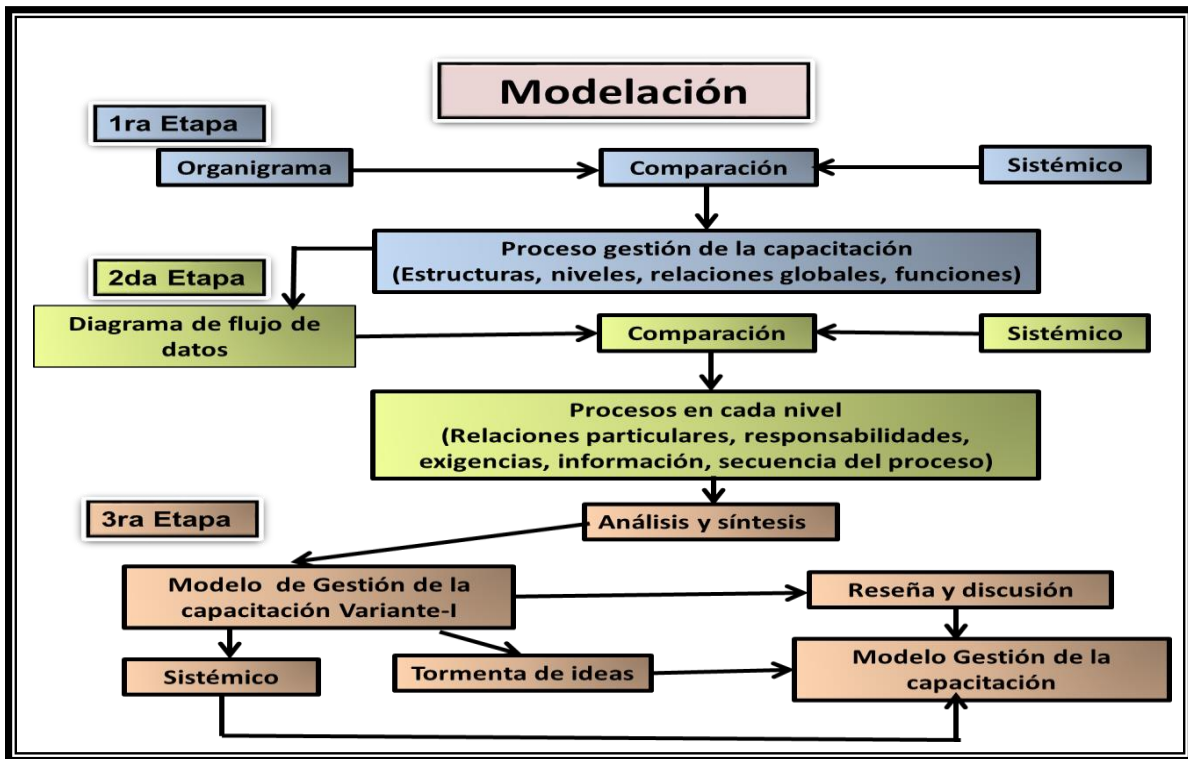 Modelación
1ra Etapa
Organigrama
Comparación
Sistémico
Proceso gestión de la capacitación
(Estructuras, niveles, relaciones globales, funciones)
2da Etapa
Diagrama de flujo de
datos
Comparación
Sistémico
Procesos en cada nivel
(Relaciones particulares, responsabilidades,
exigencias, información, secuencia del proceso)
3ra Etapa
Análisis y síntesis
Modelo de Gestión de la
capacitación Variante-I
Reseña y discusión
Sistémico
Tormenta de ideas
Modelo Gestión de la
capacitación